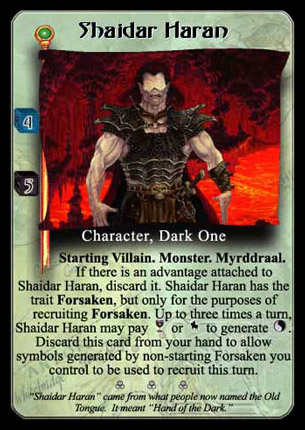 Shaidar Haran
4
5
Character, Dark One
Starting Villain. Monster. Myrddraal.
If there is an advantage attached to
Shaidar Haran, discard it. Shaidar Haran has the
trait Forsaken, but only for the purposes of
recruiting Forsaken. Up to three times a turn,
Shaidar Haran may pay or to generate .
Discard this card from your hand to allow
symbols generated by non-starting Forsaken you
control to be used to recruit this turn.
"Shaidar Haran" came from what people now named the Old
Tongue. It meant "Hand of the Dark."